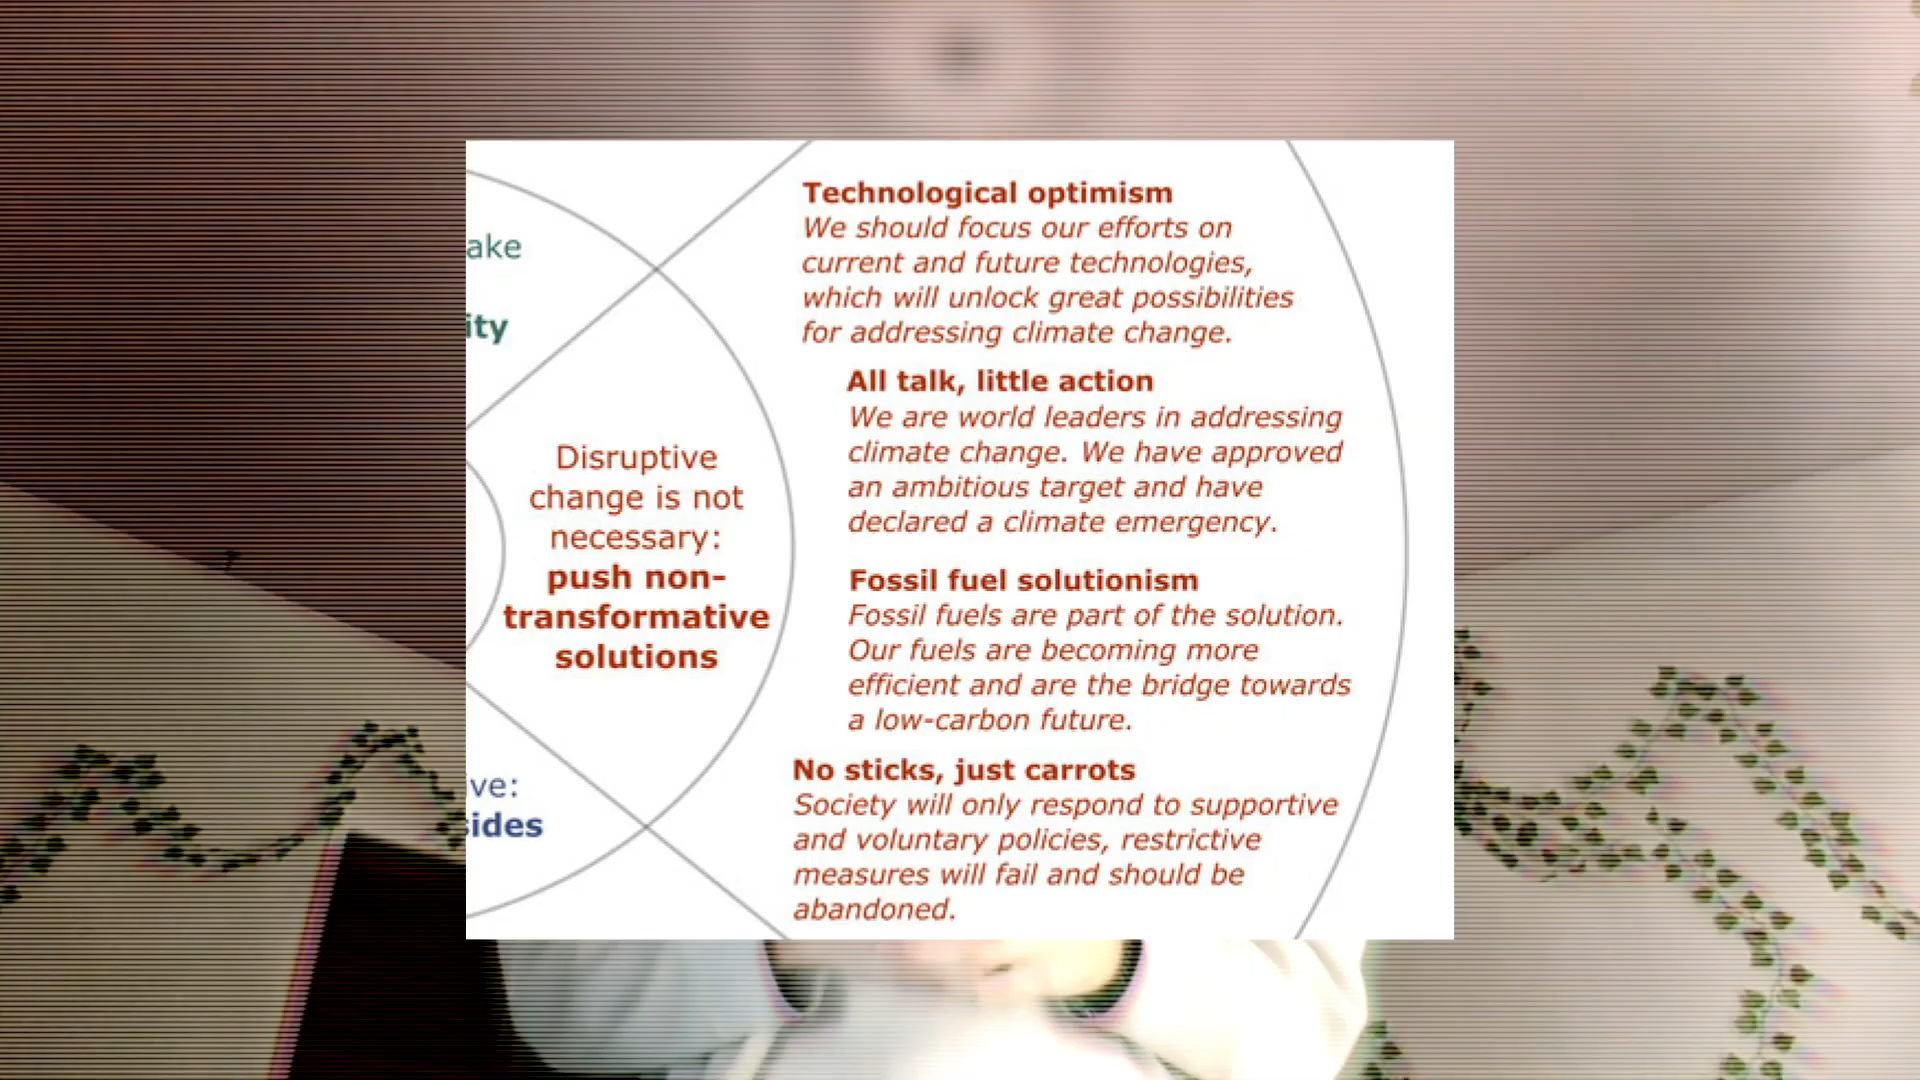 ake
ity
Disruptive
change is not
necessary:
push non-
transformative
solutions
ive:
sides
Technological optimism
We should focus our efforts on
current and future technologies,
which will unlock great possibilities
for addressing climate change.
All talk, little action
We are world leaders in addressing
climate change. We have approved
an ambitious target and have
declared a climate emergency.
Fossil fuel solutionism
Fossil fuels are part of the solution.
Our fuels are becoming more
efficient and are the bridge towards
a low-carbon future.
No sticks, just carrots
Society will only respond to supportive
and voluntary policies, restrictive
measures will fail and should be
abandoned.